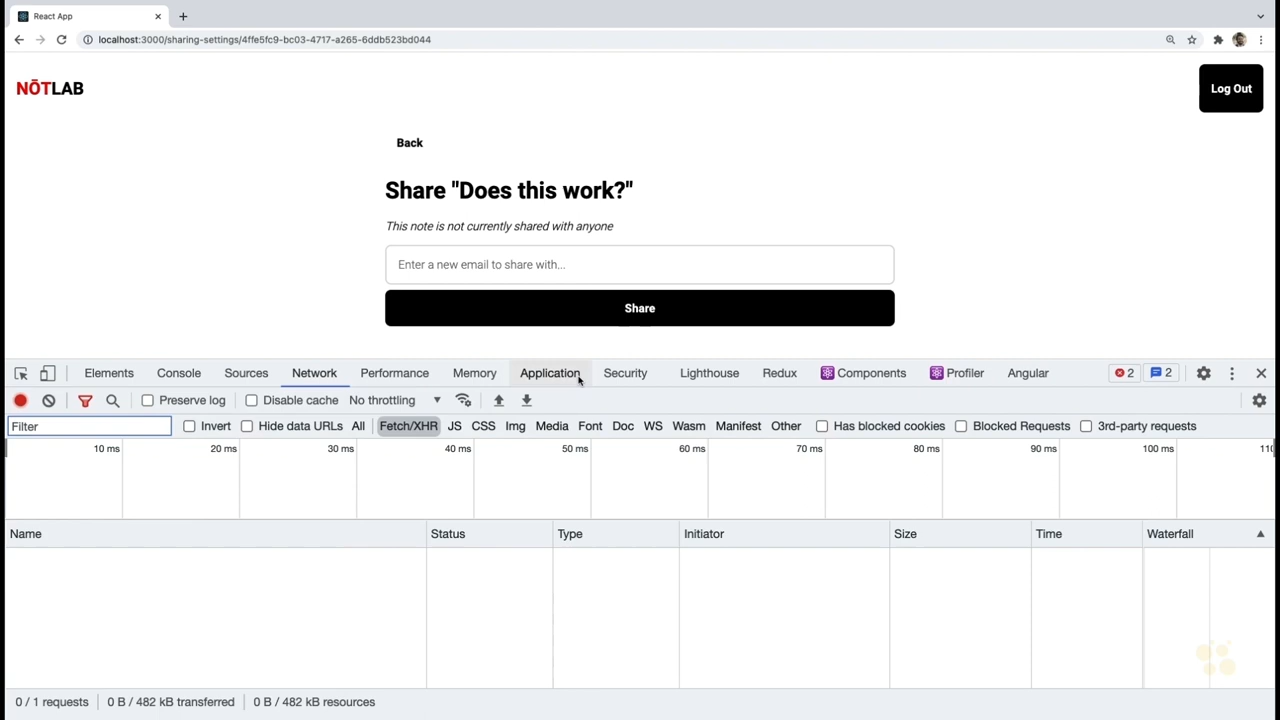 React App
localhost:3000/sharing-settings/4ffe5fc9-bc03-4717-a265-6ddb523bd044
NŌTLAB
Log Out
Back
Share "Does this work?"
This note is not currently shared with anyone
Enter a new email to share with...
Share
Elements Console Sources Network Performance Memory Application Security Lighthouse Redux Components Profiler Angular 2 2
Preserve log Disable cache No throttling
Filter Invert Hide data URLs All Fetch/XHR JS CSS Img Media Font Doc WS Wasm Manifest Other Has blocked cookies Blocked Requests 3rd-party requests
10 ms 20 ms 30 ms 40 ms 50 ms 60 ms 70 ms 80 ms 90 ms 100 ms 110
Name Status Type Initiator Size Time Waterfall
0 / 1 requests 0 B / 482 kB transferred 0 B / 482 kB resources